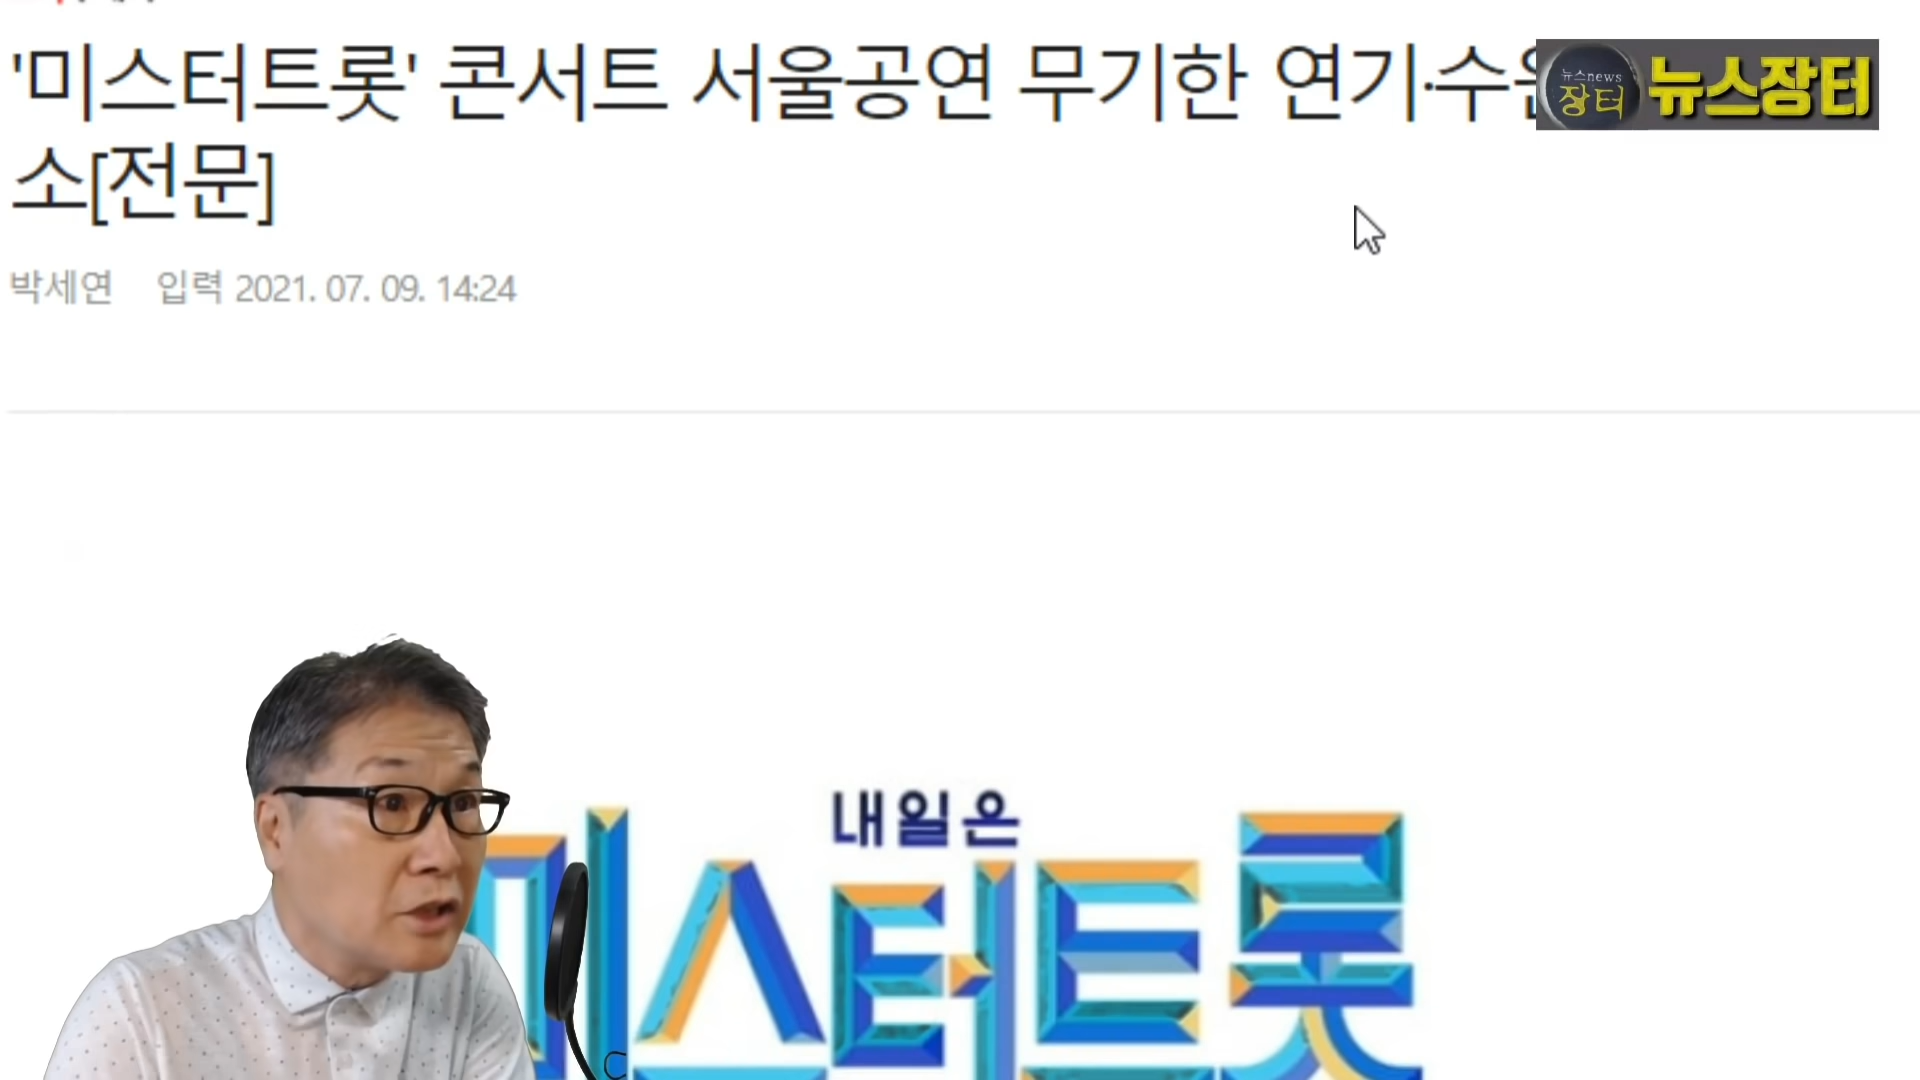 '미스터트롯' 콘서트 서울공연 무기한 연기·수
소[전문]
뉴스news
장터
뉴스장터
박세연 입력 2021. 07. 09. 14:24
내일은
미스터트롯